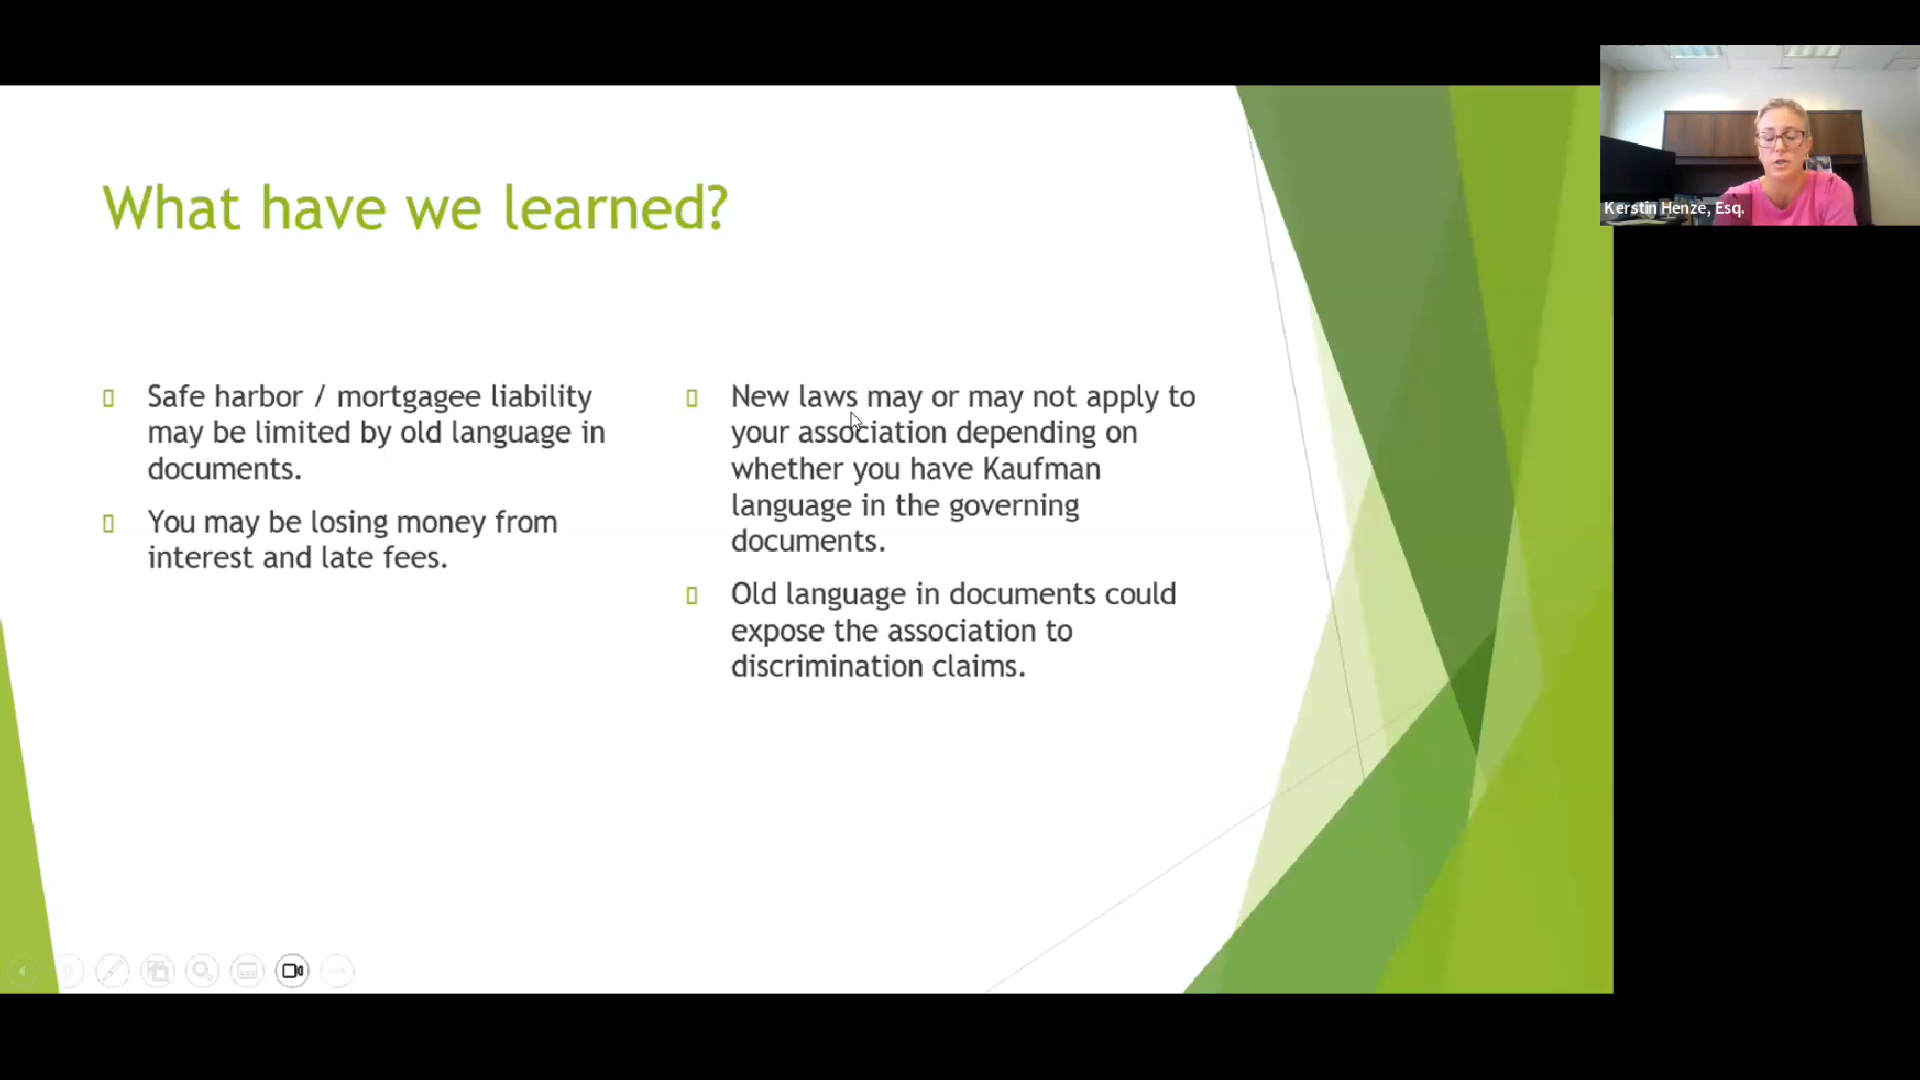 What have we learned?
Safe harbor / mortgagee liability
may be limited by old language in
documents.
You may be losing money from
interest and late fees.
New laws may or may not apply to
your association depending on
whether you have Kaufman
language in the governing
documents.
Old language in documents could
expose the association to
discrimination claims.
Kerstin Henze, Esq.